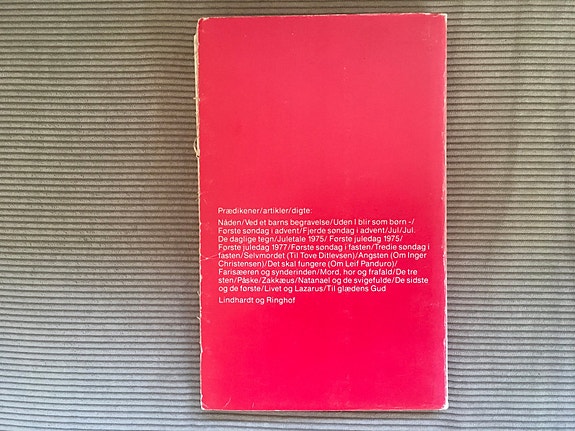 Prædikener/artikler/digte:
Nåden/Ved et barns begravelse/Uden I blir som børn -/
Første søndag i advent/Fjerde søndag i advent/Jul/Jul.
De daglige tegn/Juletale 1975/ Første juledag 1975/
Første juledag 1977/Første søndag i fasten/Tredie søndag i
fasten/Selvmordet (Til Tove Ditlevsen)/Angsten (Om Inger
Christensen)/Det skal fungere (Om Leif Panduro)/
Farisæeren og synderinden/Mord, hor og frafald/De tre
sten/Påske/Zakkæus/Natanael og de svigefulde/De sidste
og de første/Livet og Lazarus/Til glædens Gud
Lindhardt og Ringhof